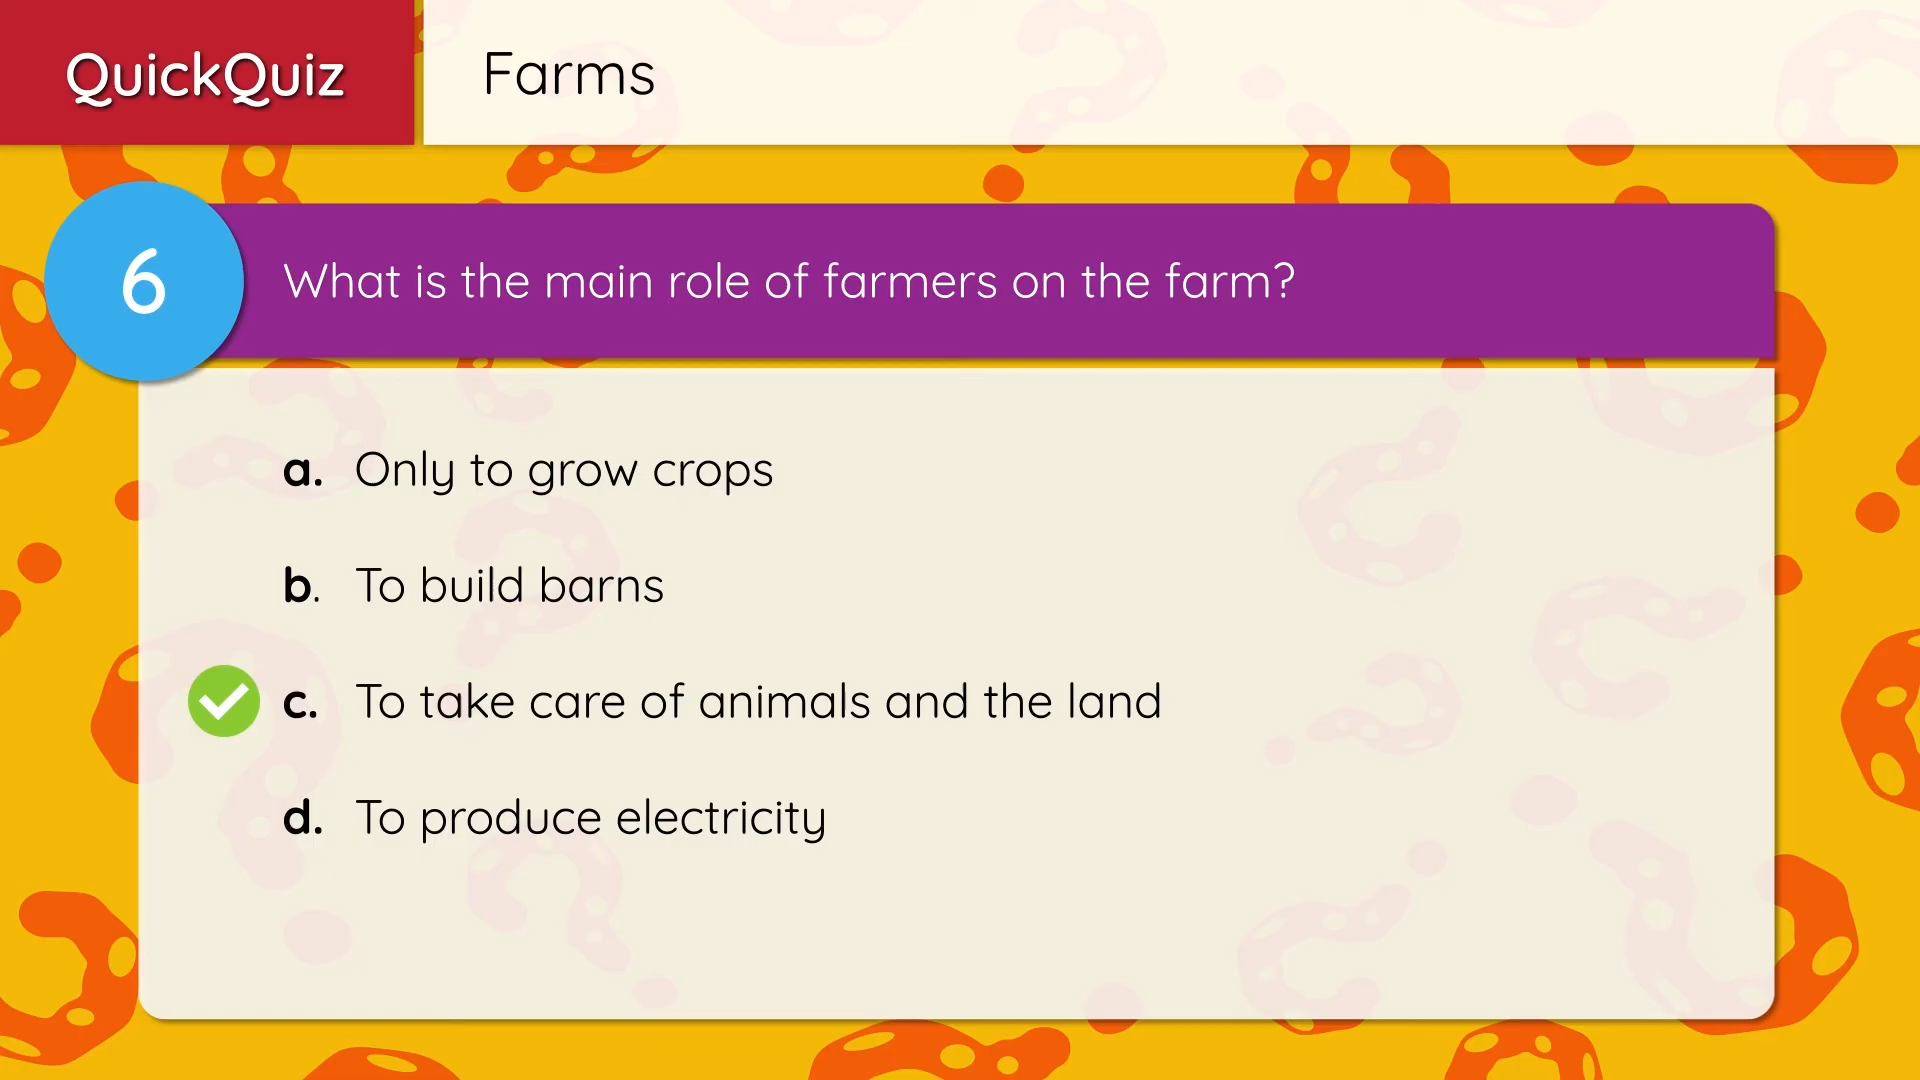 QuickQuiz
Farms
6
What is the main role of farmers on the farm?
a. Only to grow crops
b. To build barns
c. To take care of animals and the land
d. To produce electricity